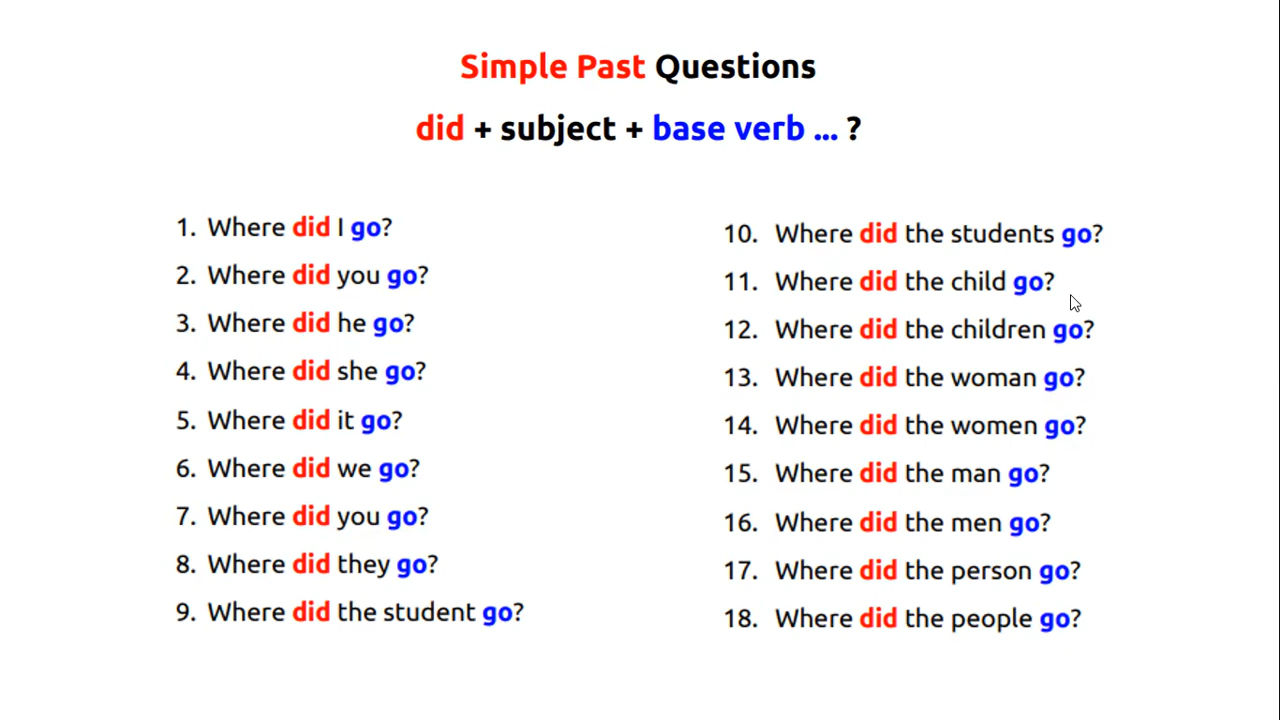 Simple Past Questions
did + subject + base verb ... ?
1. Where did I go?
2. Where did you go?
3. Where did he go?
4. Where did she go?
5. Where did it go?
6. Where did we go?
7. Where did you go?
8. Where did they go?
9. Where did the student go?
10. Where did the students go?
11. Where did the child go?
12. Where did the children go?
13. Where did the woman go?
14. Where did the women go?
15. Where did the man go?
16. Where did the men go?
17. Where did the person go?
18. Where did the people go?